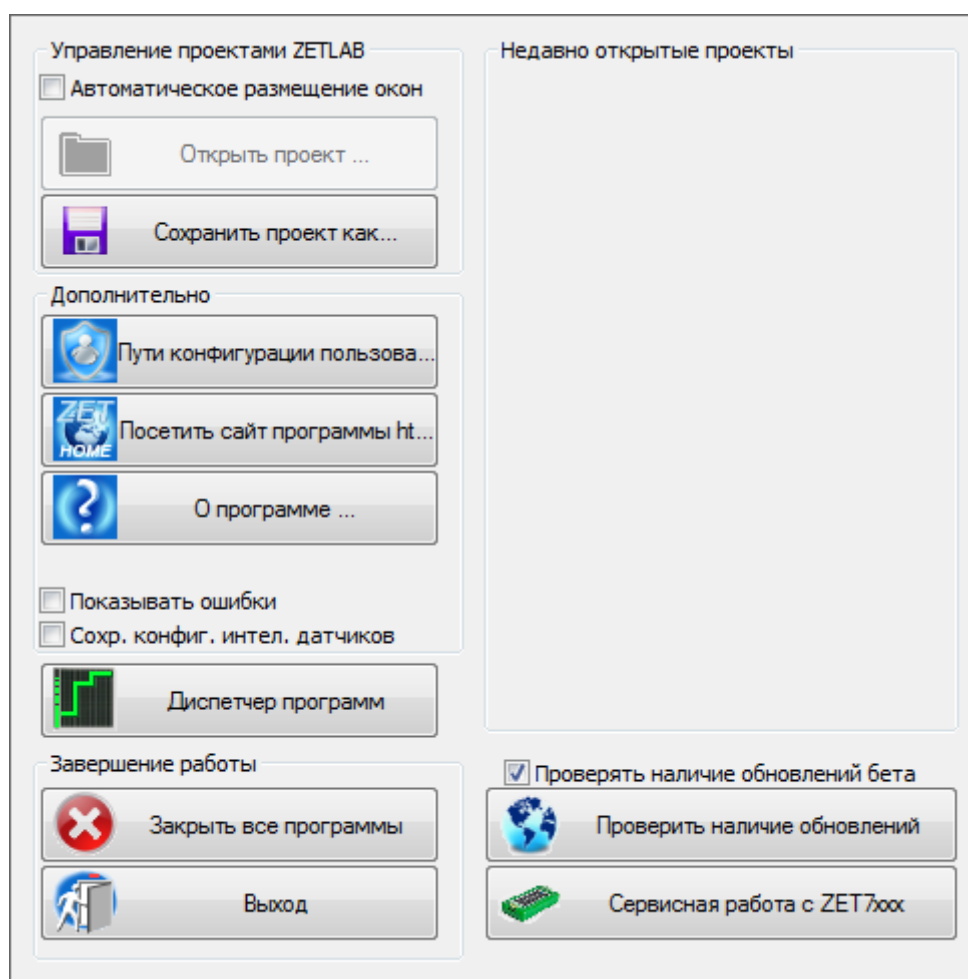 Управление проектами ZETLAB
Автоматическое размещение окон
Открыть проект ...
Сохранить проект как...
Дополнительно
Пути конфигурации пользова...
ZET
HOME
Посетить сайт программы ht...
О программе ...
Показывать ошибки
Сохр. конфиг. интел. датчиков
Диспетчер программ
Завершение работы
Закрыть все программы
Выход
Недавно открытые проекты
Проверять наличие обновлений бета
Проверить наличие обновлений
Сервисная работа с ZET7xxx